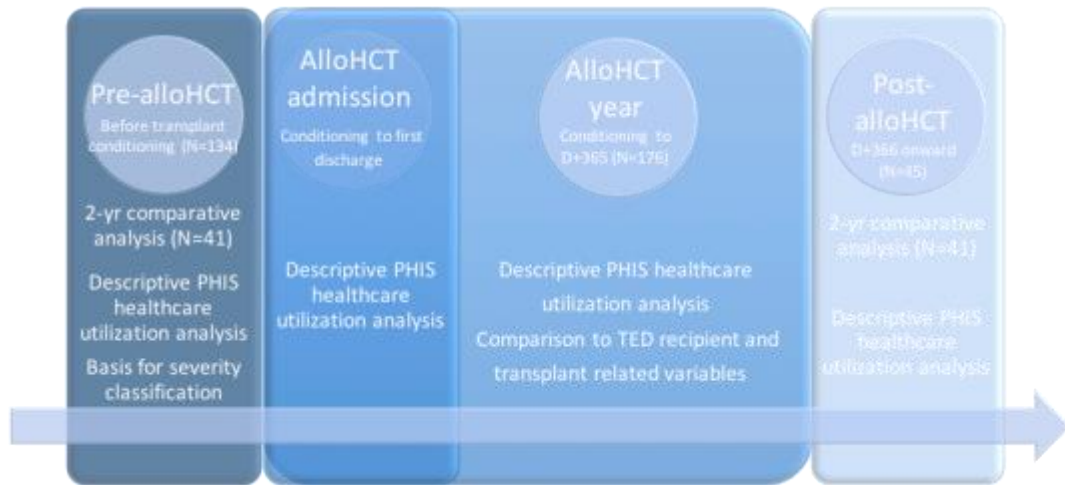 Pre-alloHCT
Before transplant
conditioning (N=134)
2-yr comparative
analysis (N=41)
Descriptive PHIS
healthcare
utilization analysis
Basis for severity
classification
AlloHCT
admission
Conditioning to first
discharge
Descriptive PHIS
healthcare
utilization analysis
AlloHCT
year
Conditioning to
D+365 (N=176)
Descriptive PHIS healthcare
utilization analysis
Comparison to TED recipient and
transplant related variables
Post-
alloHCT
D+366 onward
(N=45)
2-yr comparative
analysis (N=41)
Descriptive PHIS
healthcare
utilization analysis